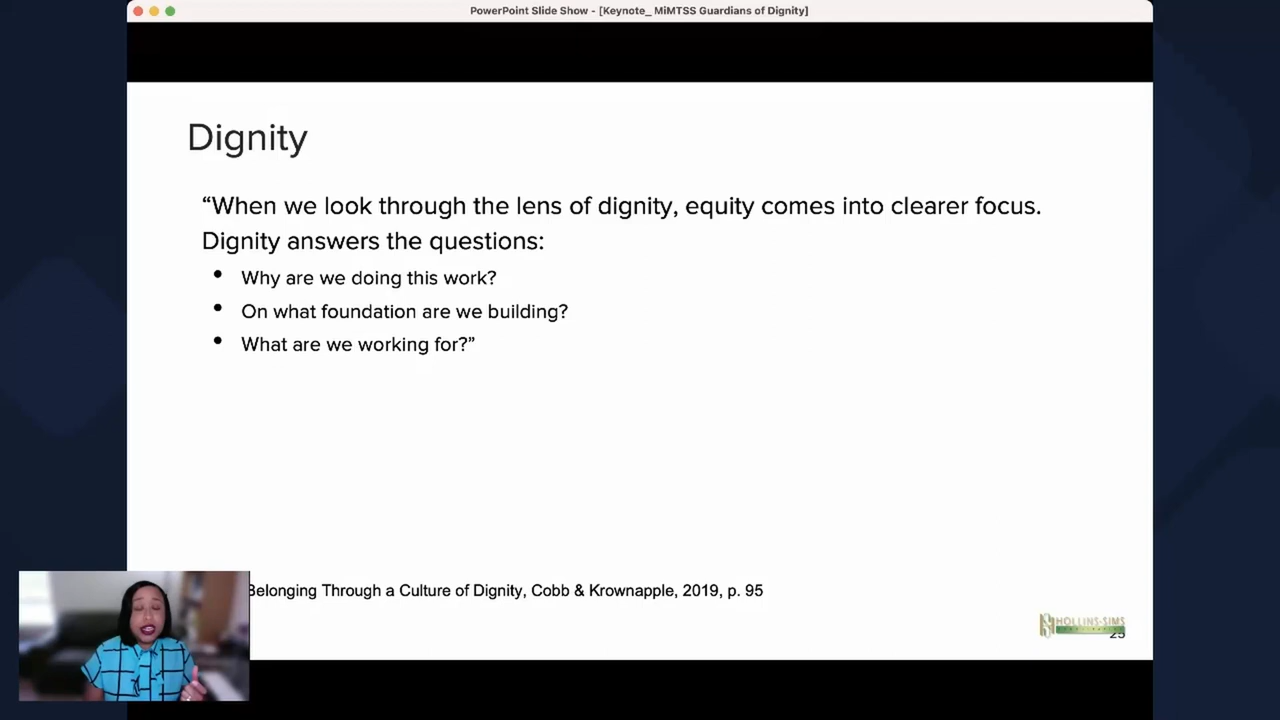 PowerPoint Slide Show - [Keynote_ MiMTSS Guardians of Dignity]
Dignity
“When we look through the lens of dignity, equity comes into clearer focus.
Dignity answers the questions:
• Why are we doing this work?
• On what foundation are we building?
• What are we working for?”
Belonging Through a Culture of Dignity, Cobb & Krownapple, 2019, p. 95
HOLLINS-SIMS
25